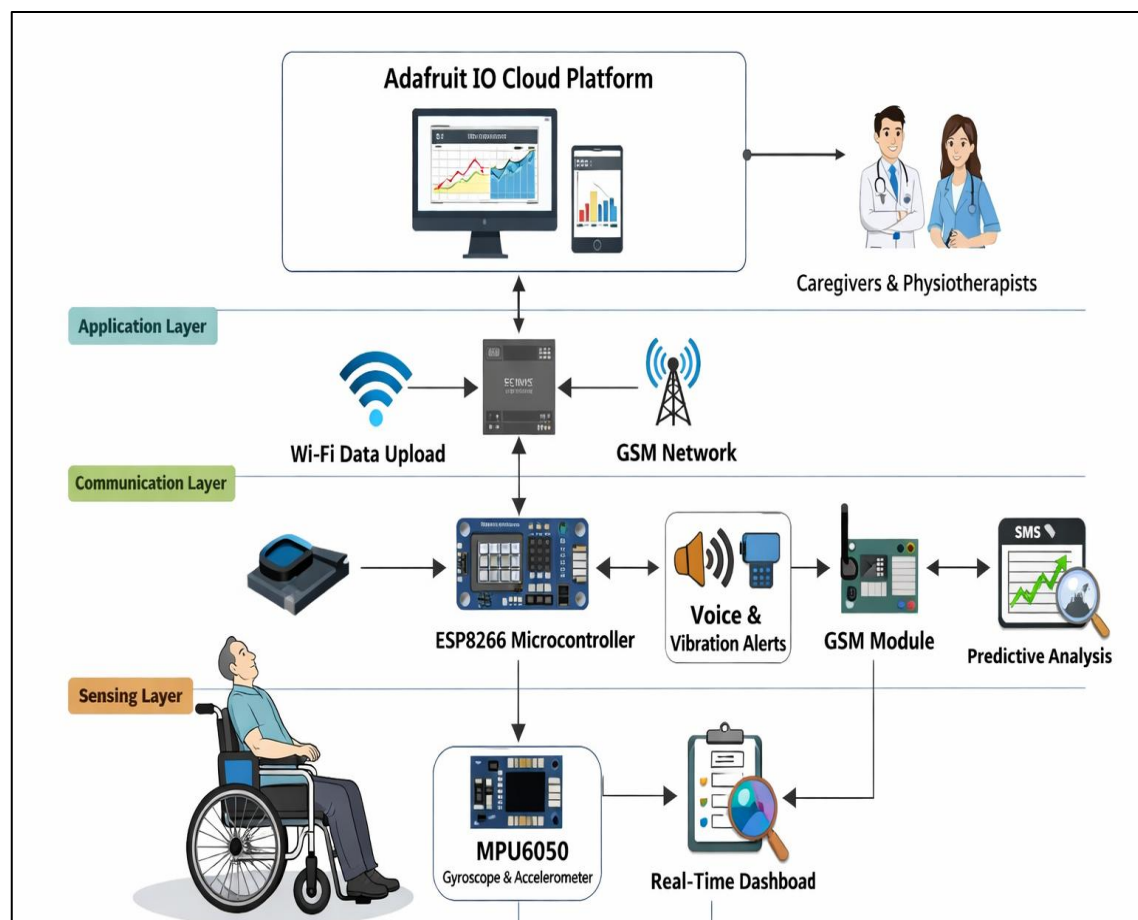 Adafruit IO Cloud Platform
Caregivers & Physiotherapists
Application Layer
Wi-Fi Data Upload
GSM Network
Communication Layer
SMS
ESP8266 Microcontroller
Voice &
Vibration Alerts
GSM Module
Predictive Analysis
Sensing Layer
MPU6050
Gyroscope & Accelerometer
Real-Time Dashboad